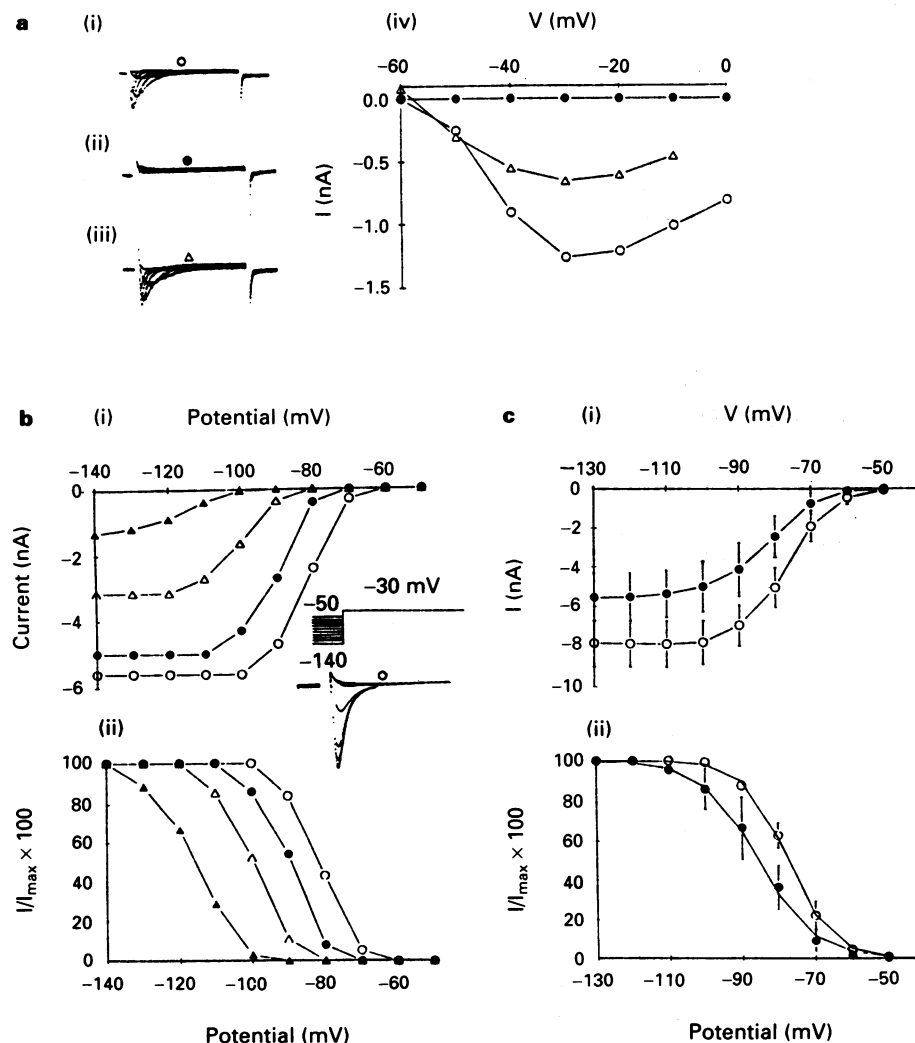 a (i) (iv) V (mV)
−60 −40 −20 0
0.0
(ii)
−0.5
I (nA)
(iii)
−1.0
−1.5
b (i) Potential (mV)
−140 −120 −100 −80 −60
0
−2
Current (nA)
−4
−6
−30 mV
−50
−140
(ii)
100
80
60
I/Imax × 100
40
20
0
−140 −120 −100 −80 −60
Potential (mV)
c (i) V (mV)
−130 −110 −90 −70 −50
0
−2
−4
I (nA)
−6
−8
−10
(ii)
100
80
60
I/Imax × 100
40
20
0
−130 −110 −90 −70 −50
Potential (mV)